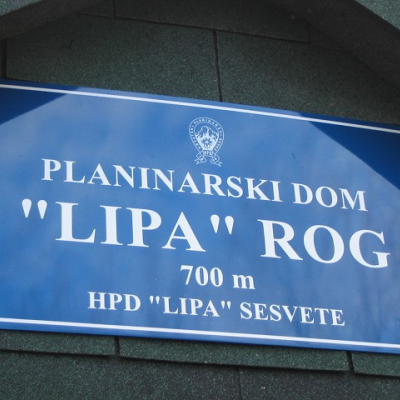 PLANINARSKI DOM
"LIPA" ROG
700 m
HPD "LIPA" SESVETE